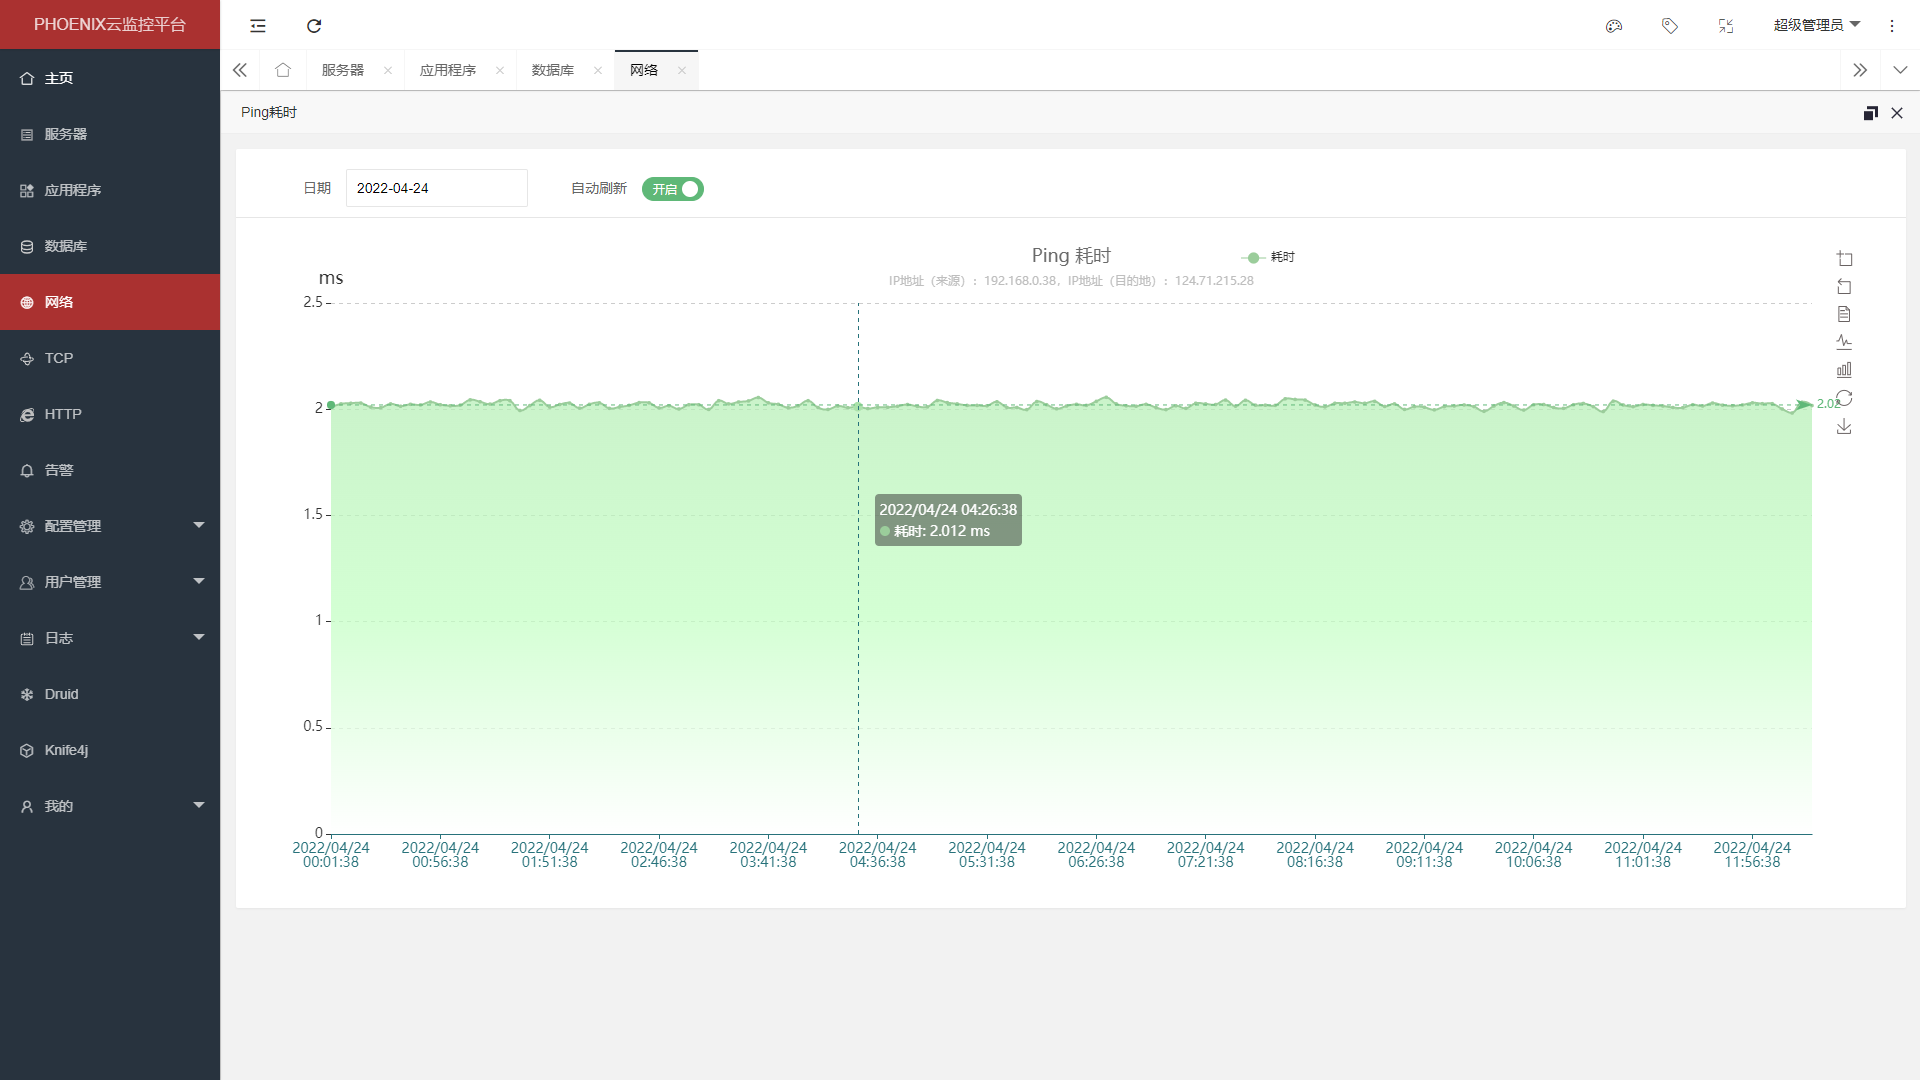 PHOENIX云监控平台
超级管理员
服务器
应用程序
数据库
网络
主页
服务器
应用程序
数据库
网络
TCP
HTTP
告警
配置管理
用户管理
日志
Druid
Knife4j
我的
Ping耗时
日期
2022-04-24
自动刷新
开启
Ping 耗时
耗时
IP地址（来源）：192.168.0.38，IP地址（目的地）：124.71.215.28
ms
2.5
2
1.5
1
0.5
0
2.02
2022/04/24 04:26:38
耗时: 2.012 ms
2022/04/24
00:01:38
2022/04/24
00:56:38
2022/04/24
01:51:38
2022/04/24
02:46:38
2022/04/24
03:41:38
2022/04/24
04:36:38
2022/04/24
05:31:38
2022/04/24
06:26:38
2022/04/24
07:21:38
2022/04/24
08:16:38
2022/04/24
09:11:38
2022/04/24
10:06:38
2022/04/24
11:01:38
2022/04/24
11:56:38